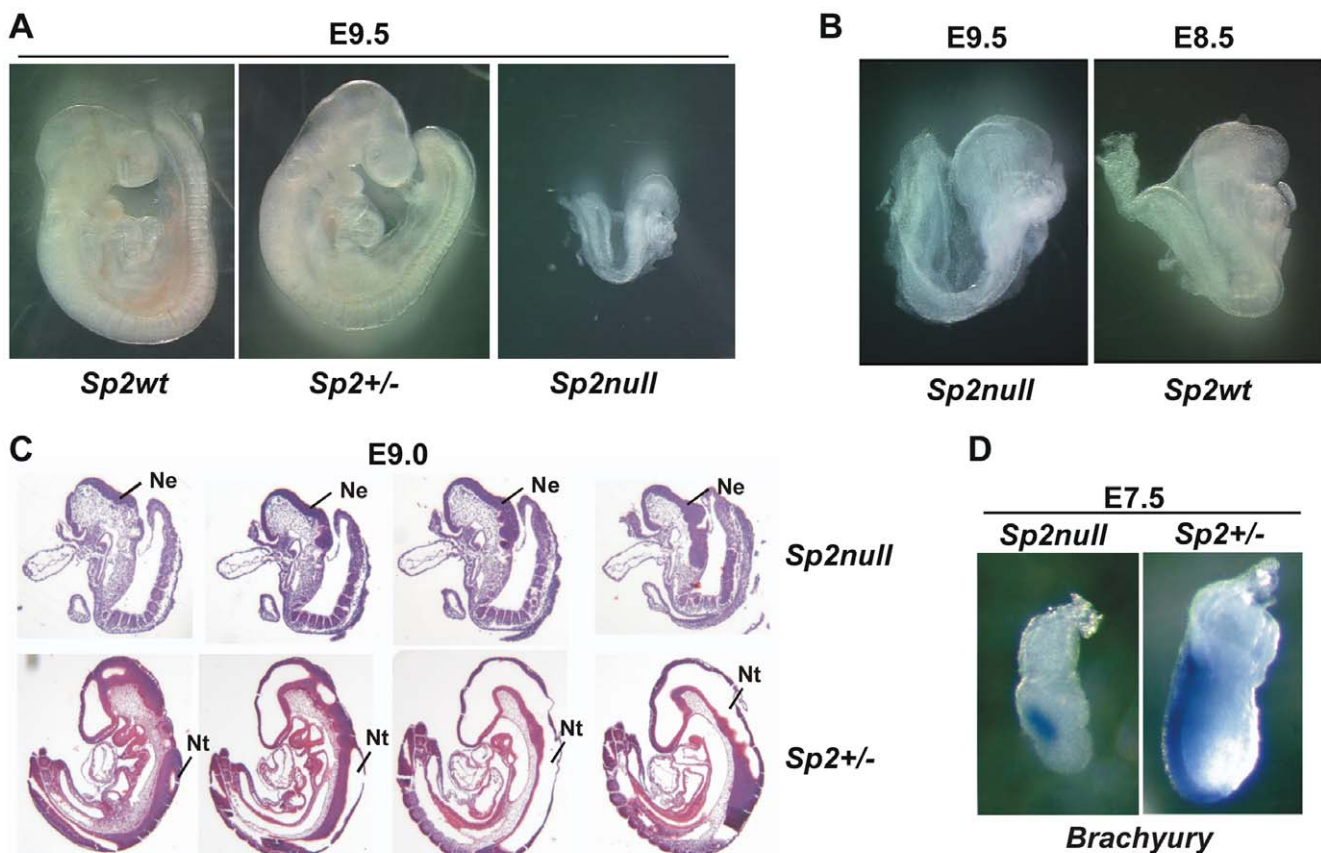 A
E9.5
Sp2wt
Sp2+/-
Sp2null
B
E9.5
E8.5
Sp2null
Sp2wt
C
E9.0
Ne
Ne
Ne
Ne
Sp2null
Nt
Nt
Nt
Nt
Sp2+/-
D
E7.5
Sp2null
Sp2+/-
Brachyury